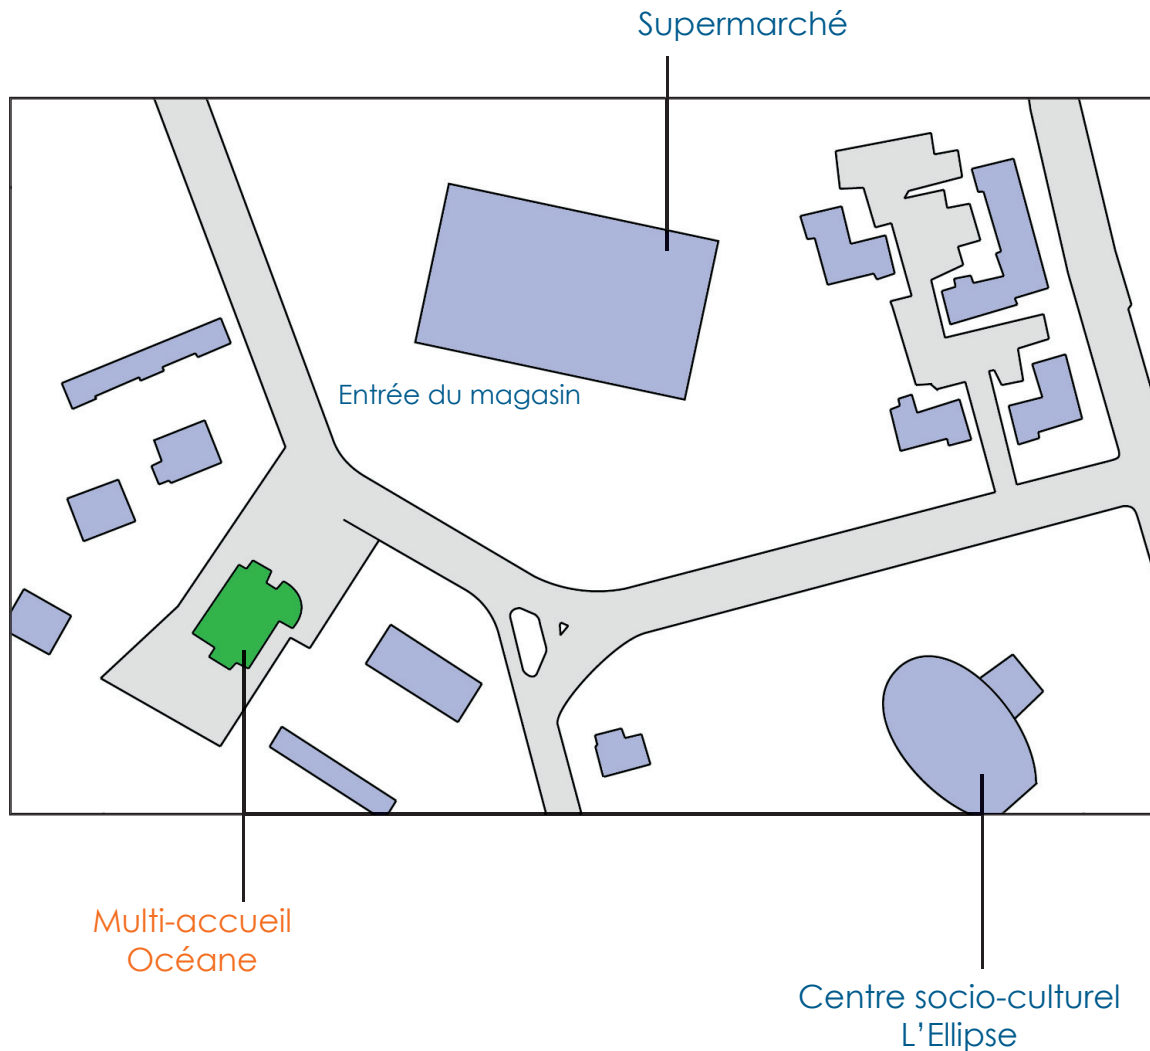 Supermarché
Entrée du magasin
Multi-accueil
Océane
Centre socio-culturel
L’Ellipse